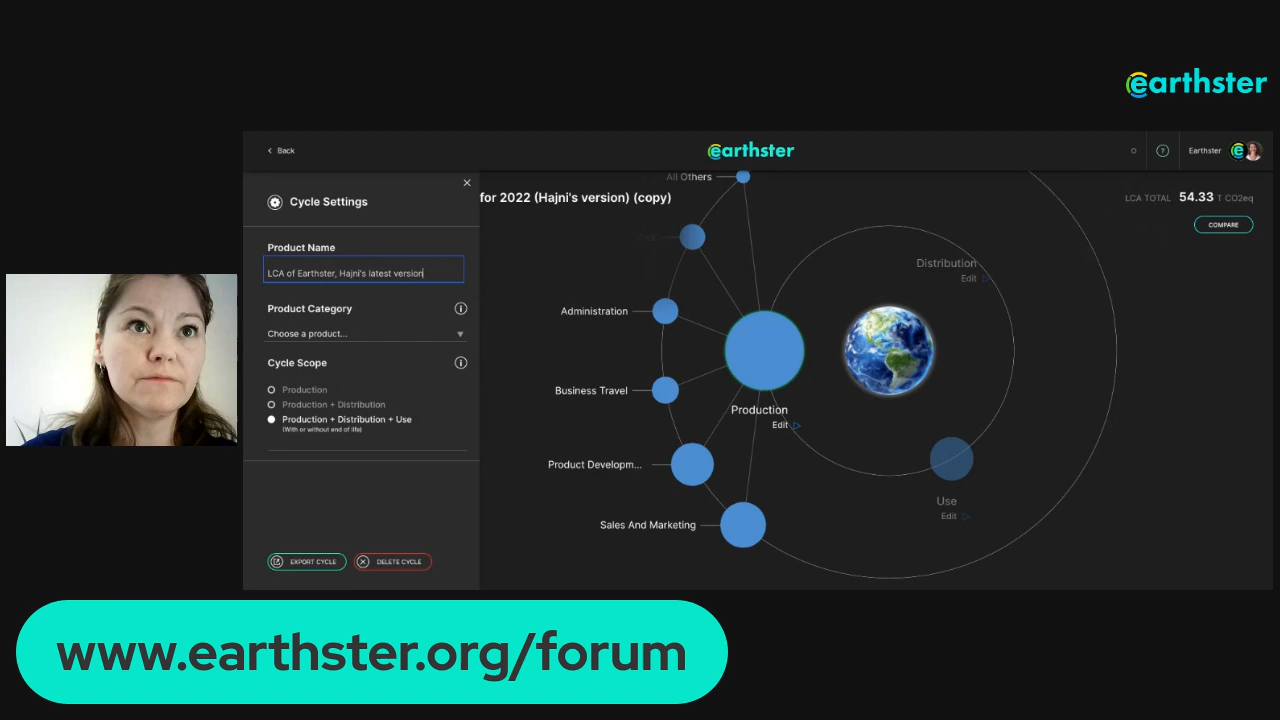 earthster
Back
earthster
Earthster
Cycle Settings
for 2022 (Hajni's version) (copy)
LCA TOTAL 54.33 T CO2eq
COMPARE
Product Name
LCA of Earthster, Hajni's latest version
Product Category
Choose a product...
Cycle Scope
Production
Production + Distribution
Production + Distribution + Use
(With or without end of life)
EXPORT CYCLE
DELETE CYCLE
All Others
Administration
Business Travel
Product Developm...
Sales And Marketing
Production
Edit
Distribution
Edit
Use
Edit
www.earthster.org/forum